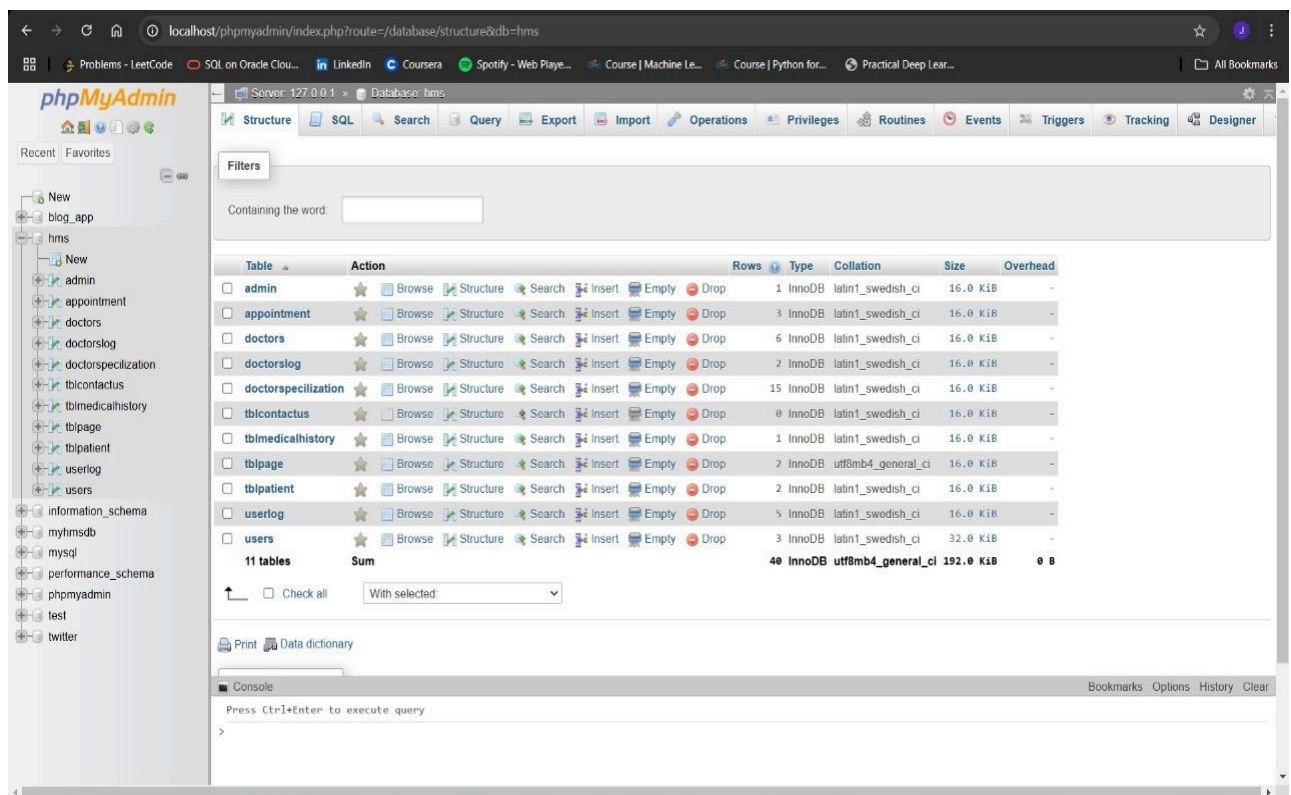 localhost/phpmyadmin/index.php?route=/database/structure&db=hms
J
Problems - LeetCode SQL on Oracle Clou... LinkedIn Coursera Spotify - Web Playe... Course | Machine Le... Course | Python for... Practical Deep Lear... All Bookmarks
phpMyAdmin
Recent Favorites
New
blog_app
hms
New
admin
appointment
doctors
doctorslog
doctorspecilization
tblcontactus
tblmedicalhistory
tblpage
tblpatient
userlog
users
information_schema
myhmsdb
mysql
performance_schema
phpmyadmin
test
twitter
Server: 127.0.0.1 » Database: hms
Structure SQL Search Query Export Import Operations Privileges Routines Events Triggers Tracking Designer
Filters
Containing the word:
Table Action Rows Type Collation Size Overhead
admin Browse Structure Search Insert Empty Drop 1 InnoDB latin1_swedish_ci 16.0 KiB -
appointment Browse Structure Search Insert Empty Drop 3 InnoDB latin1_swedish_ci 16.0 KiB -
doctors Browse Structure Search Insert Empty Drop 6 InnoDB latin1_swedish_ci 16.0 KiB -
doctorslog Browse Structure Search Insert Empty Drop 2 InnoDB latin1_swedish_ci 16.0 KiB -
doctorspecilization Browse Structure Search Insert Empty Drop 15 InnoDB latin1_swedish_ci 16.0 KiB -
tblcontactus Browse Structure Search Insert Empty Drop 0 InnoDB latin1_swedish_ci 16.0 KiB -
tblmedicalhistory Browse Structure Search Insert Empty Drop 1 InnoDB latin1_swedish_ci 16.0 KiB -
tblpage Browse Structure Search Insert Empty Drop 2 InnoDB utf8mb4_general_ci 16.0 KiB -
tblpatient Browse Structure Search Insert Empty Drop 2 InnoDB latin1_swedish_ci 16.0 KiB -
userlog Browse Structure Search Insert Empty Drop 5 InnoDB latin1_swedish_ci 16.0 KiB -
users Browse Structure Search Insert Empty Drop 3 InnoDB latin1_swedish_ci 32.0 KiB -
11 tables Sum 40 InnoDB utf8mb4_general_ci 192.0 KiB 0 B
Check all With selected:
Print Data dictionary
Console Bookmarks Options History Clear
Press Ctrl+Enter to execute query
>